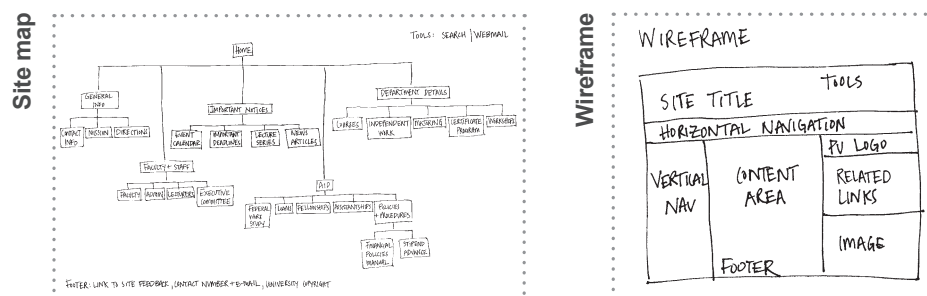 Site map
TOOLS: SEARCH | WEBMAIL
HOME
GENERAL
INFO
CONTACT
INFO
MISSION
DIRECTIONS
IMPORTANT NOTICES
EVENT
CALENDAR
IMPORTANT
DEADLINES
LECTURE
SERIES
NEWS
ARTICLES
DEPARTMENT DETAILS
COURSES
INDEPENDENT
WORK
CERTIFICATE
PROGRAM
WORKSHOPS
FACULTY + STAFF
FACULTY
ADMIN
LECTURERS
EXECUTIVE
COMMITTEE
AID
FEDERAL
WORK
STUDY
LOANS
FELLOWSHIPS
ASSISTANTSHIPS
POLICIES
+ PROCEDURES
FINANCIAL
POLICIES
MANUAL
STIPEND
ADVANCE
FOOTER: LINK TO SITE FEEDBACK, CONTACT NUMBER + E-MAIL, UNIVERSITY COPYRIGHT
Wireframe
WIREFRAME
TOOLS
SITE TITLE
HORIZONTAL NAVIGATION
VERTICAL
NAV
CONTENT
AREA
PU LOGO
RELATED
LINKS
IMAGE
FOOTER